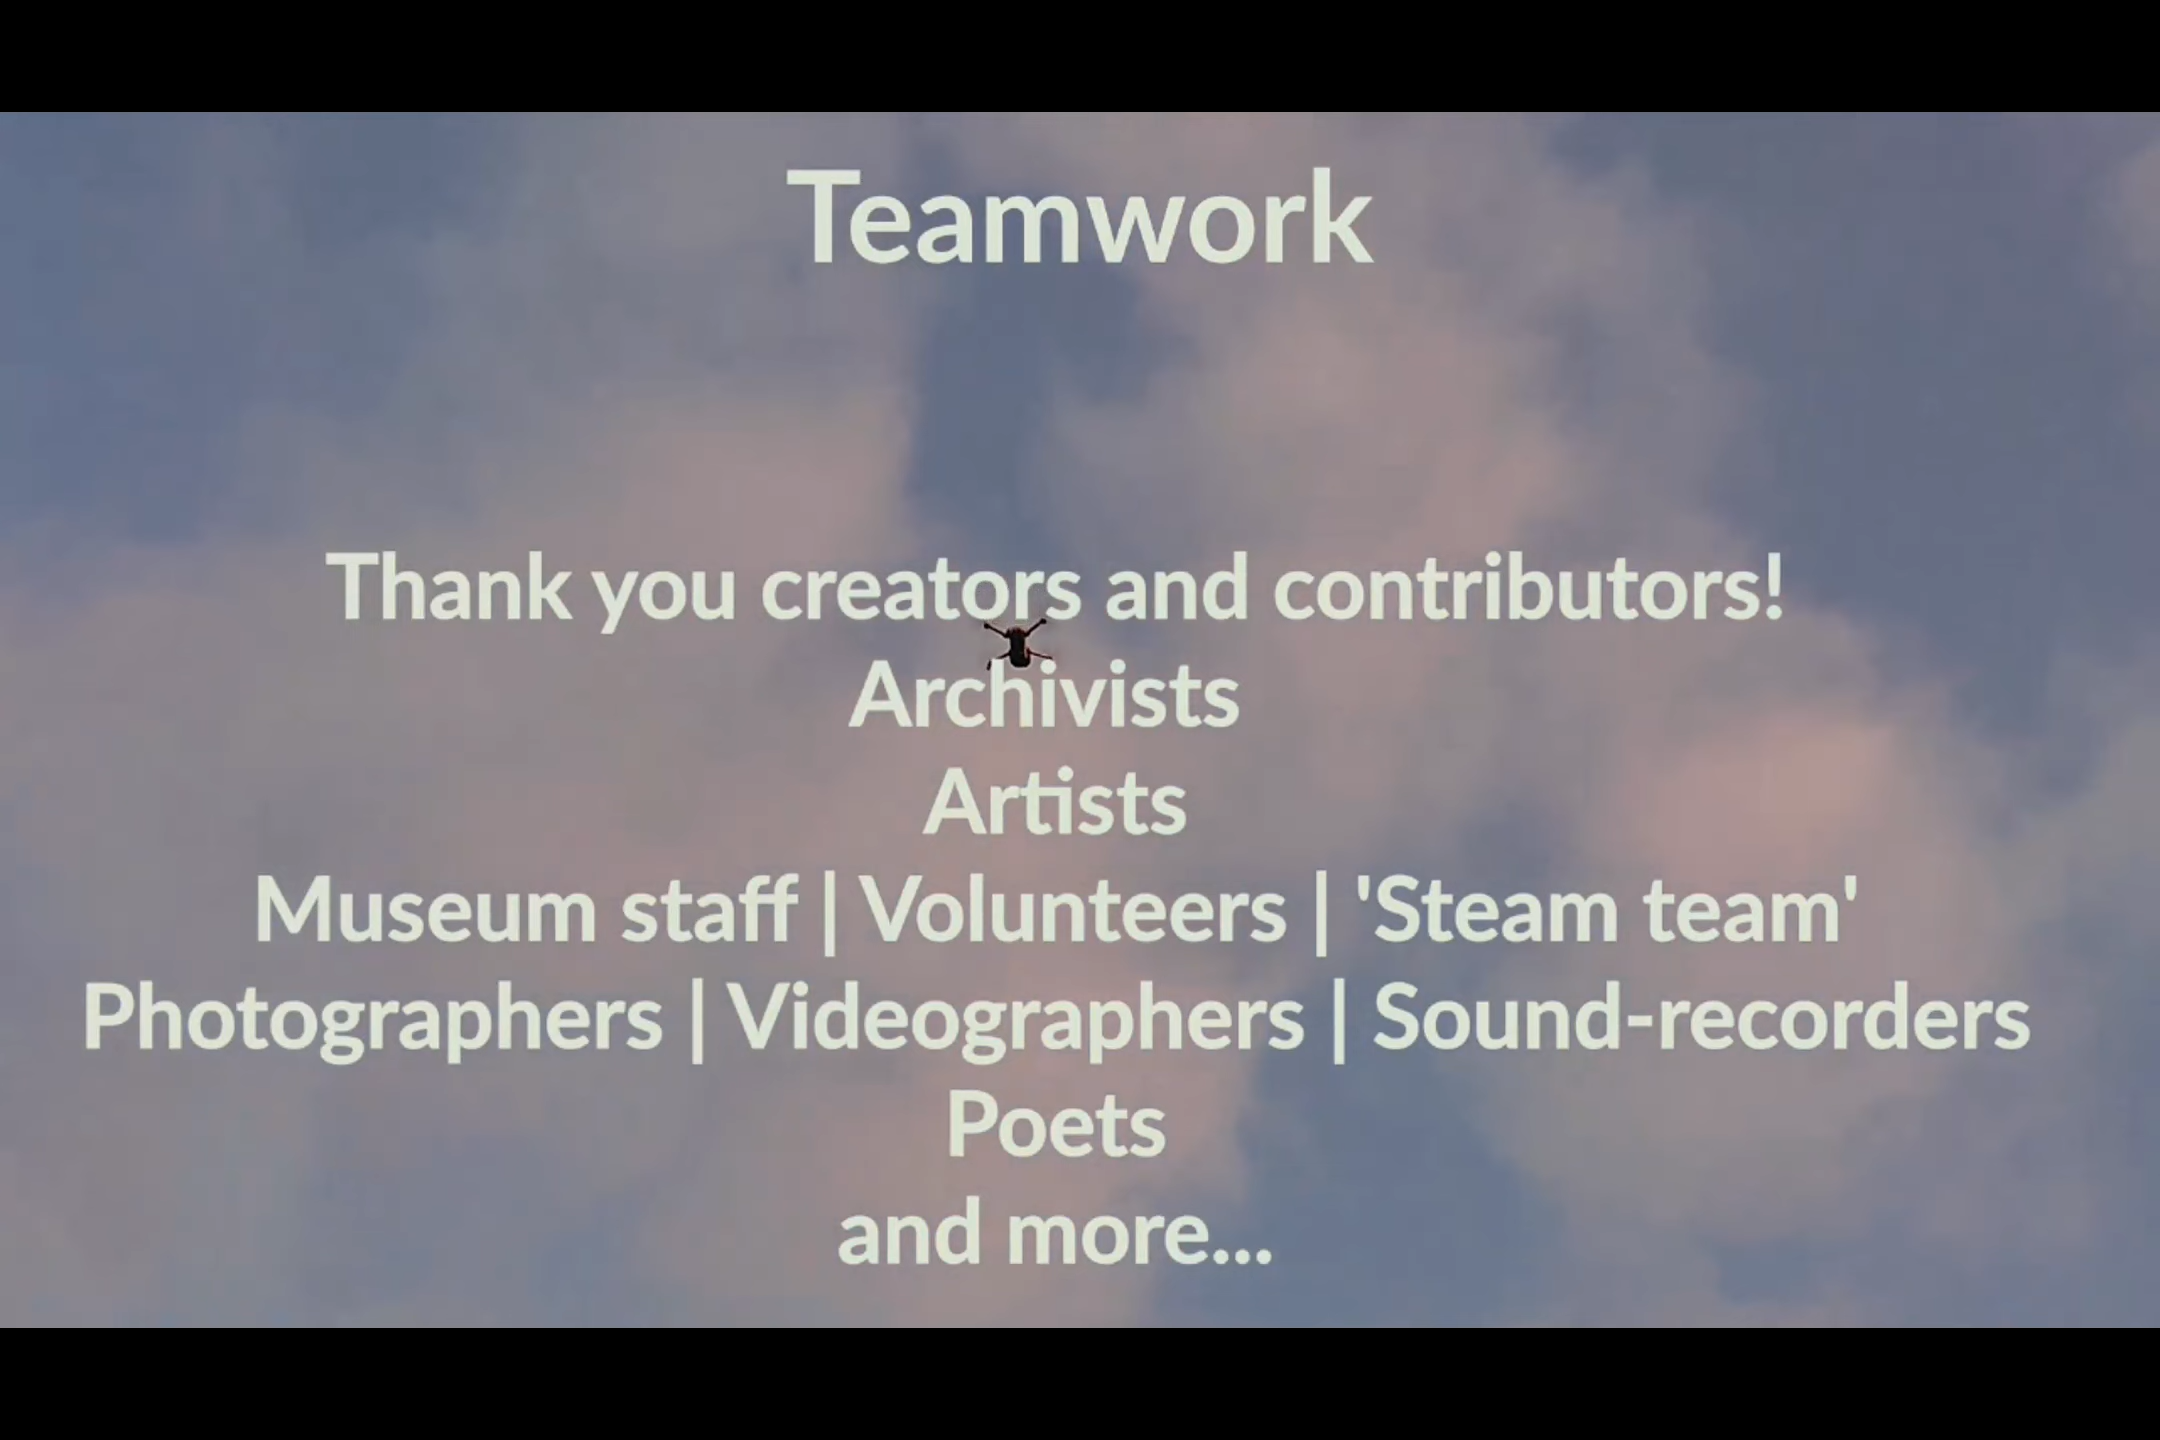 Teamwork
Thank you creators and contributors!
Archivists
Artists
Museum staff | Volunteers | 'Steam team'
Photographers | Videographers | Sound-recorders
Poets
and more...